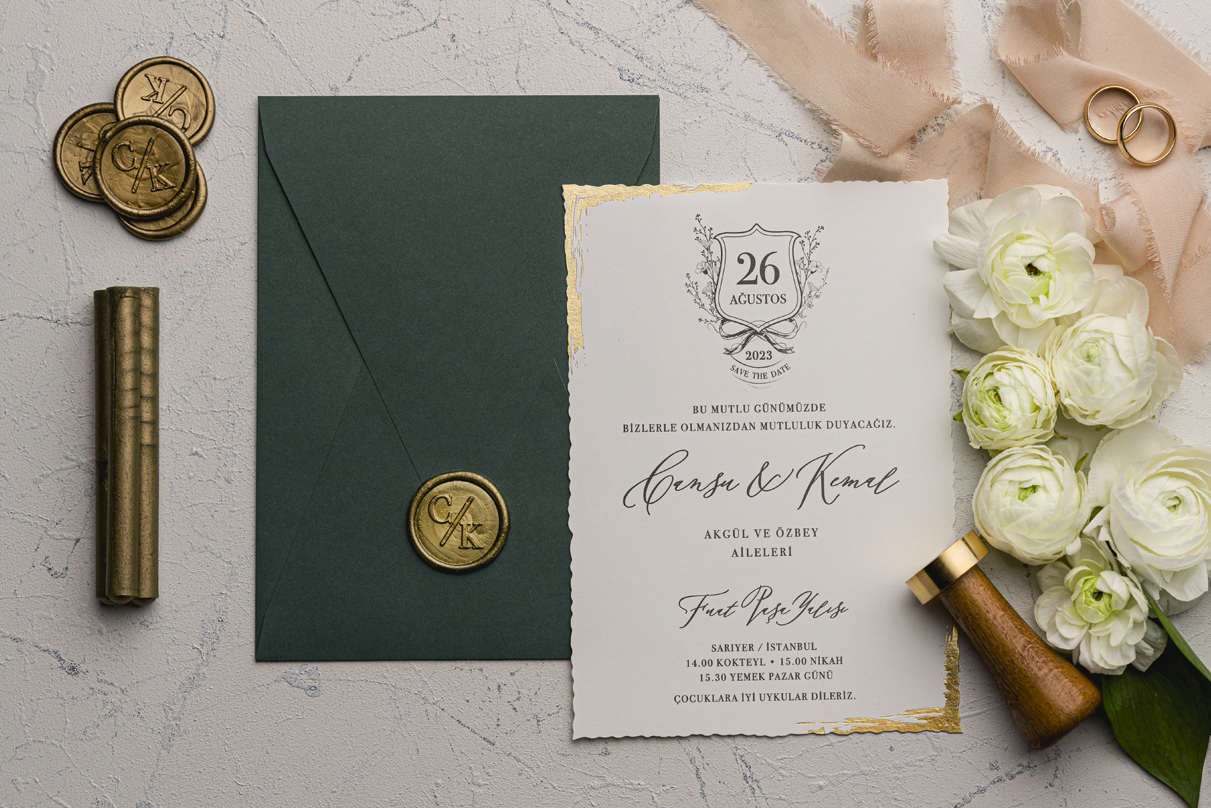 C/K
C/K
C/K
26
AĞUSTOS
2023
SAVE THE DATE
BU MUTLU GÜNÜMÜZDE
BİZLERLE OLMANIZDAN MUTLULUK DUYACAĞIZ.
Cansu & Kemal
AKGÜL VE ÖZBEY
AİLELERİ
Fuat Paşa Yalısı
SARIYER / İSTANBUL
14.00 KOKTEYL • 15.00 NİKAH
15.30 YEMEK PAZAR GÜNÜ
ÇOCUKLARA İYİ UYKULAR DİLERİZ.